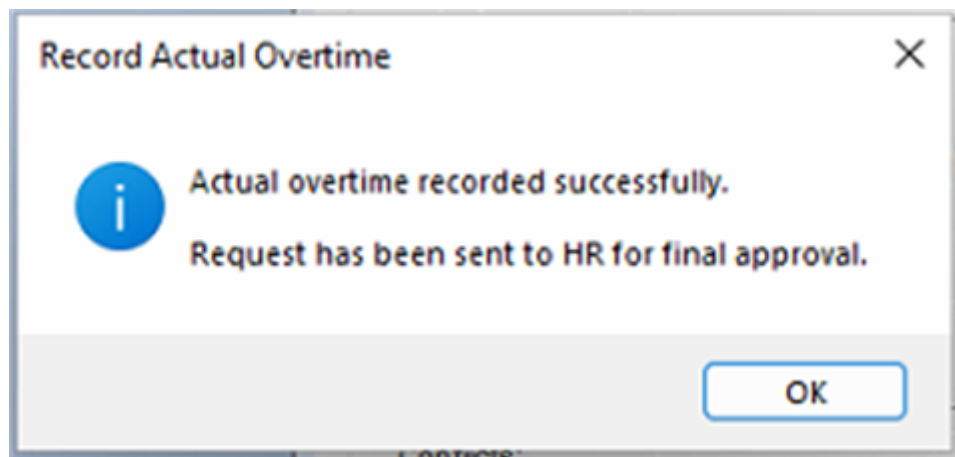 Record Actual Overtime
Actual overtime recorded successfully.
Request has been sent to HR for final approval.
OK